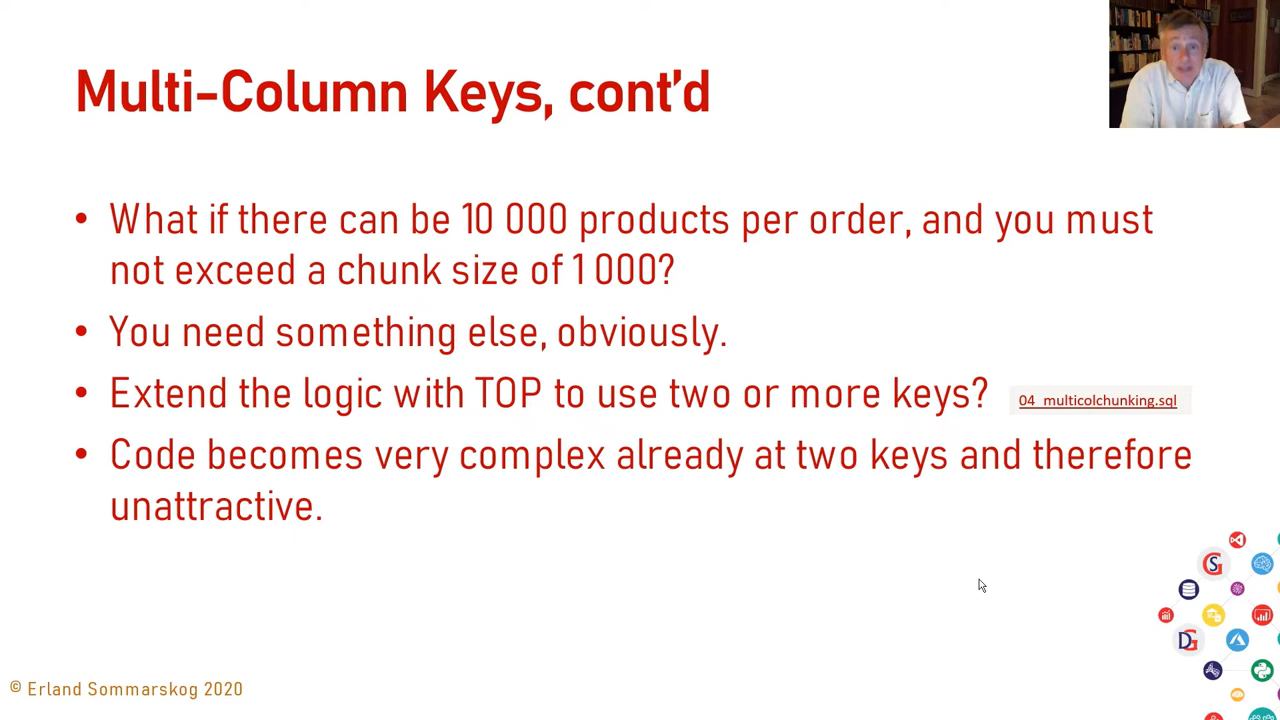 Multi-Column Keys, cont'd
• What if there can be 10 000 products per order, and you must
not exceed a chunk size of 1 000?
• You need something else, obviously.
• Extend the logic with TOP to use two or more keys? 04_multicolchunking.sql
• Code becomes very complex already at two keys and therefore
unattractive.
© Erland Sommarskog 2020